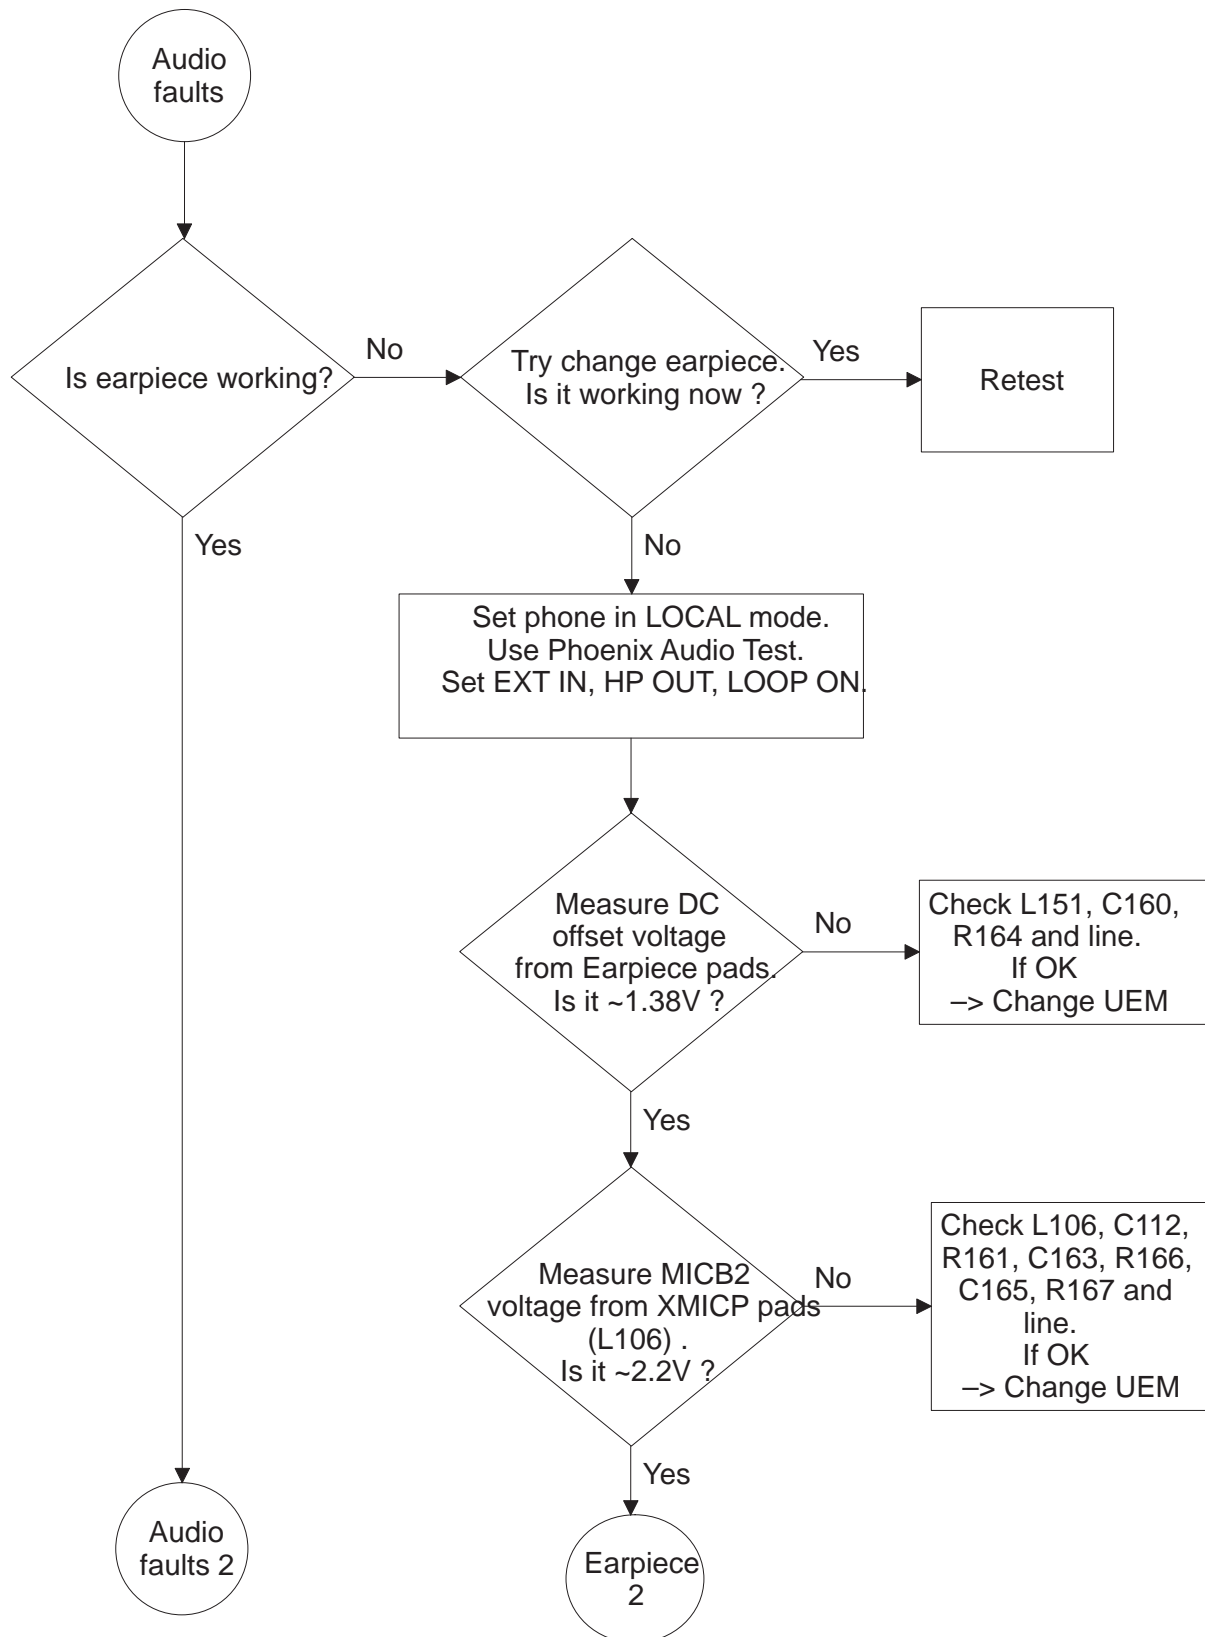 Audio
faults
Is earpiece working?
No
Try change earpiece.
Is it working now ?
Yes
Retest
Yes
No
Set phone in LOCAL mode.
Use Phoenix Audio Test.
Set EXT IN, HP OUT, LOOP ON.
Measure DC
offset voltage
from Earpiece pads.
Is it ~1.38V ?
No
Check L151, C160,
R164 and line.
If OK
–> Change UEM
Yes
Measure MICB2
voltage from XMICP pads
(L106) .
Is it ~2.2V ?
No
Check L106, C112,
R161, C163, R166,
C165, R167 and
line.
If OK
–> Change UEM
Yes
Audio
faults 2
Earpiece
2